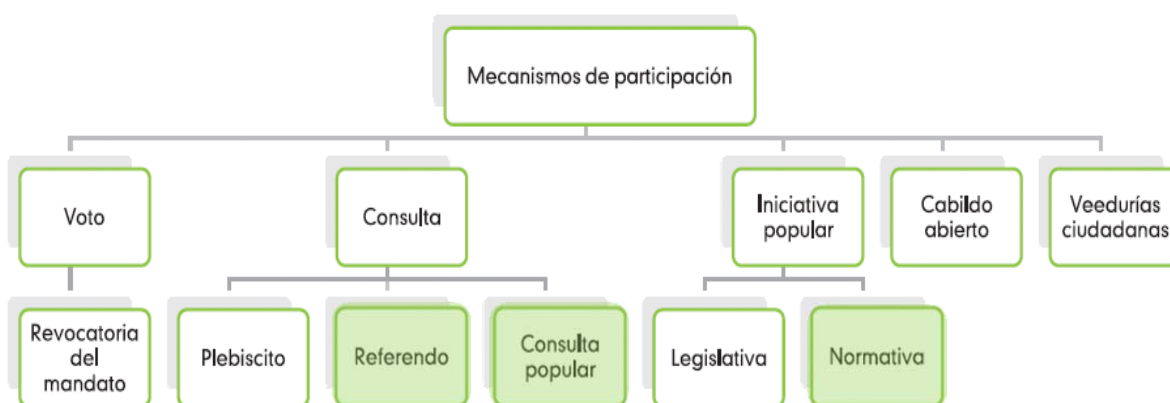 Mecanismos de participación
Voto
Consulta
Iniciativa
popular
Cabildo
abierto
Veedurías
ciudadanas
Revocatoria
del
mandato
Plebiscito
Referendo
Consulta
popular
Legislativa
Normativa